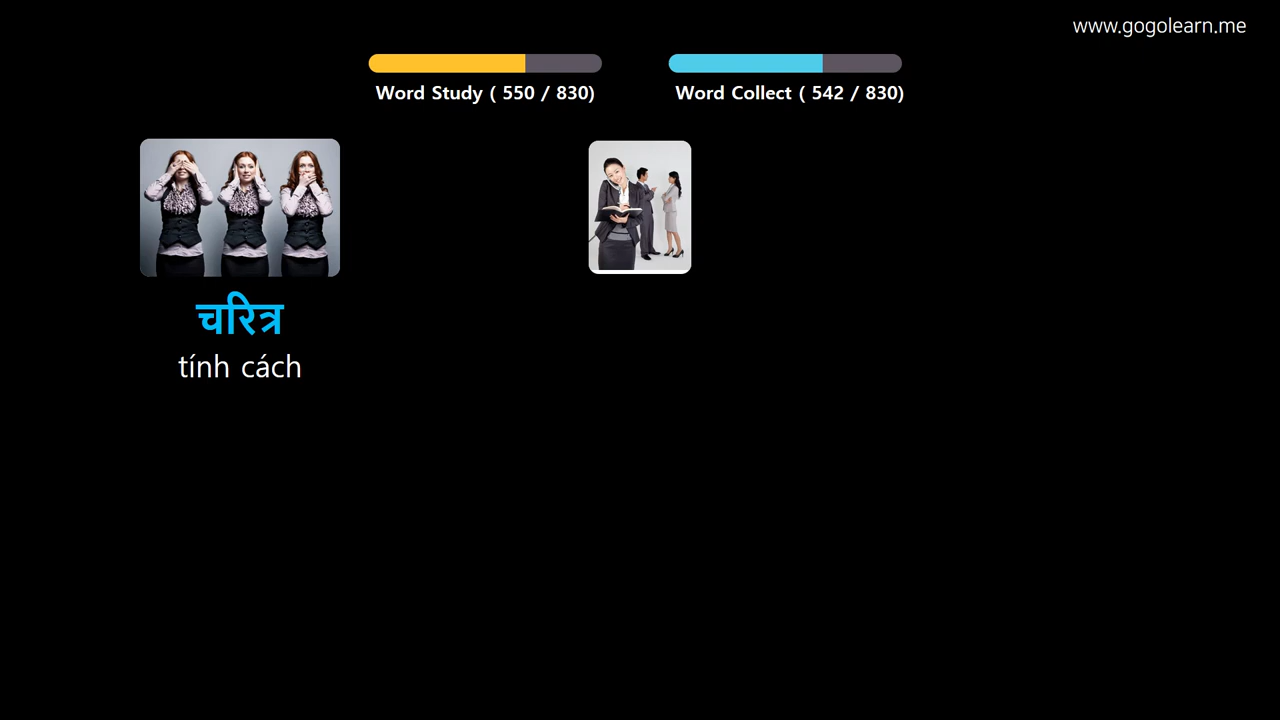 www.gogolearn.me
Word Study ( 550 / 830)
Word Collect ( 542 / 830)
चरित्र
tính cách